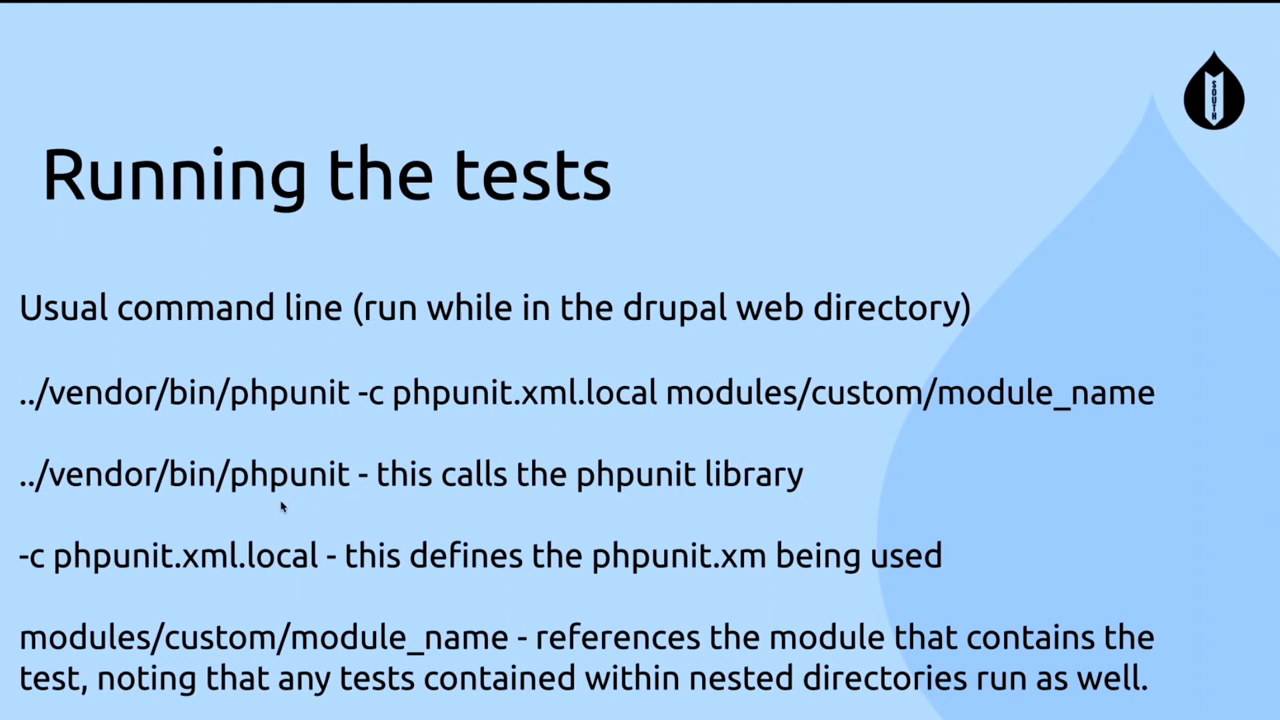 SOUTH
Running the tests
Usual command line (run while in the drupal web directory)
../vendor/bin/phpunit -c phpunit.xml.local modules/custom/module_name
../vendor/bin/phpunit - this calls the phpunit library
-c phpunit.xml.local - this defines the phpunit.xm being used
modules/custom/module_name - references the module that contains the
test, noting that any tests contained within nested directories run as well.